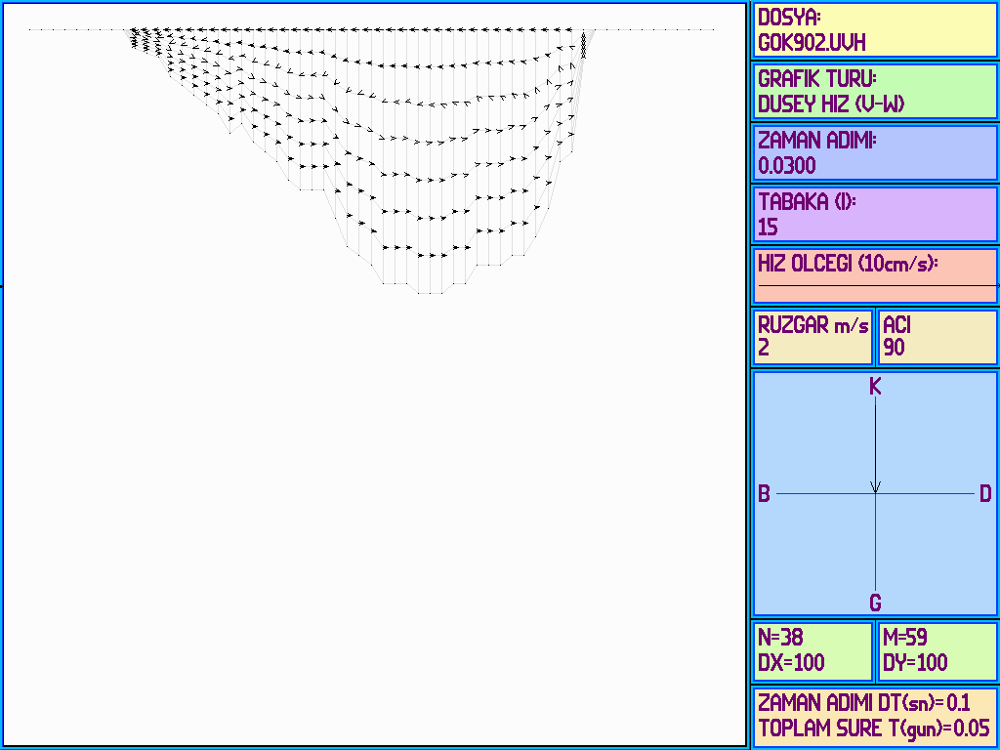 DOSYA:
GOK902.UVH
GRAFIK TURU:
DUSEY HIZ (V-W)
ZAMAN ADIMI:
0.0300
TABAKA (I):
15
HIZ OLCEGI (10cm/s):
RUZGAR m/s
2
ACI
90
K
B
D
G
N=38
DX=100
M=59
DY=100
ZAMAN ADIMI DT(sn)=0.1
TOPLAM SURE T(gun)=0.05